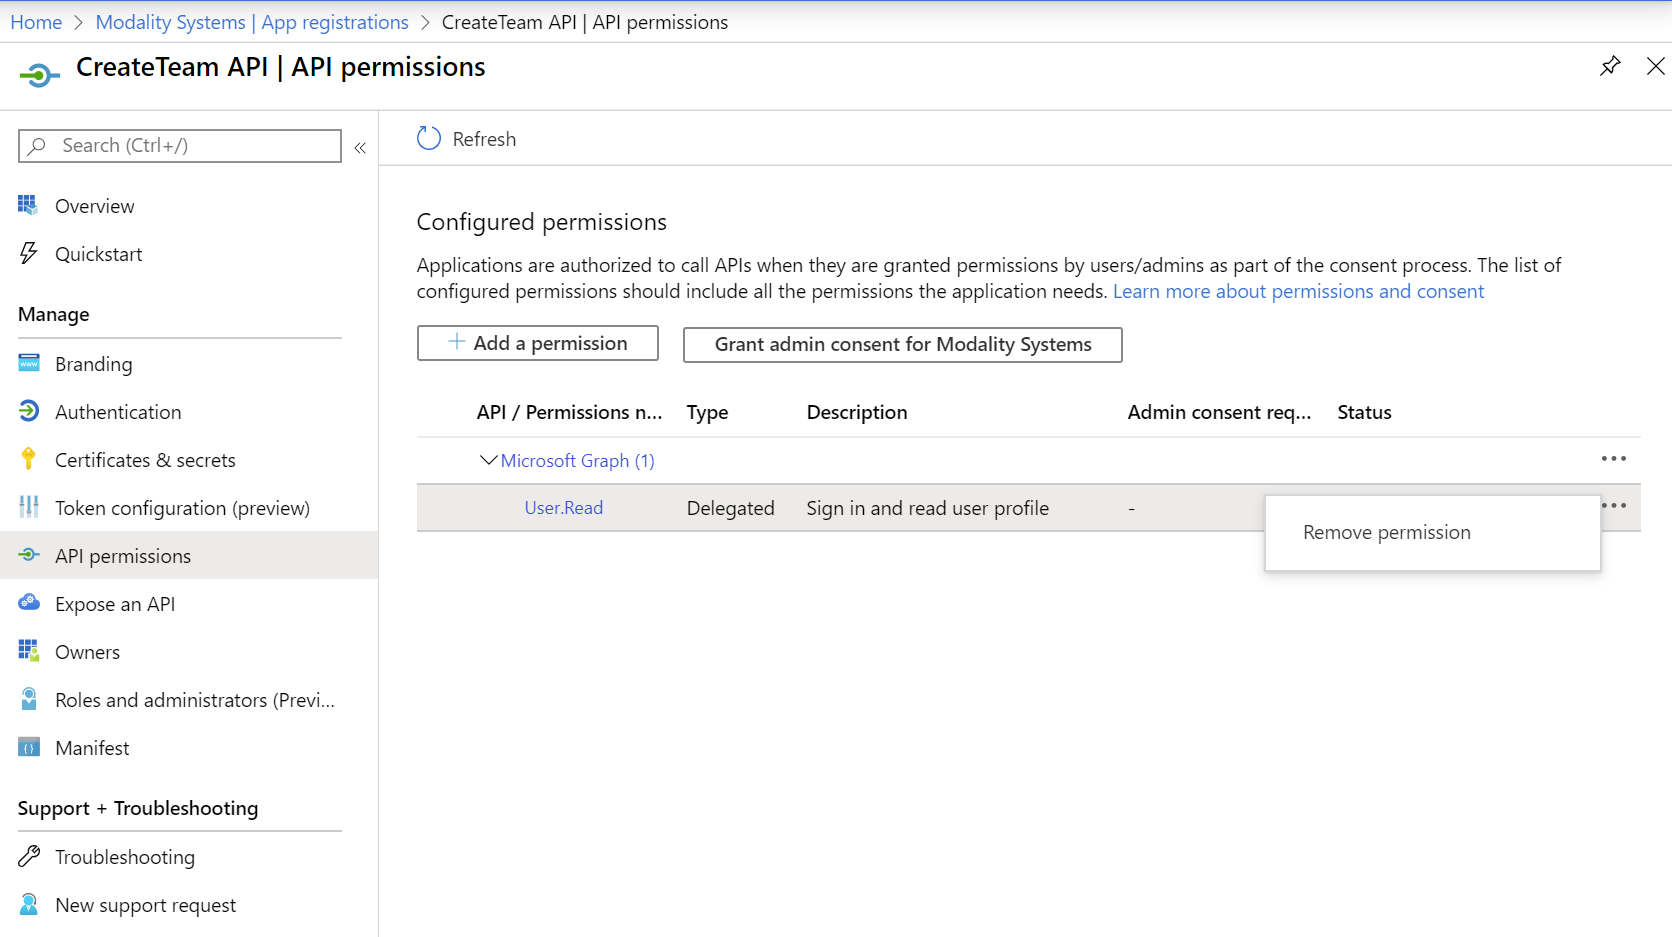 Home > Modality Systems | App registrations > CreateTeam API | API permissions
CreateTeam API | API permissions
Search (Ctrl+/)
«
Refresh
Overview
Quickstart
Manage
Branding
Authentication
Certificates & secrets
Token configuration (preview)
API permissions
Expose an API
Owners
Roles and administrators (Previ...
Manifest
Support + Troubleshooting
Troubleshooting
New support request
Configured permissions
Applications are authorized to call APIs when they are granted permissions by users/admins as part of the consent process. The list of
configured permissions should include all the permissions the application needs. Learn more about permissions and consent
+ Add a permission Grant admin consent for Modality Systems
API / Permissions n... Type Description Admin consent req... Status
Microsoft Graph (1) ...
User.Read Delegated Sign in and read user profile - ...
Remove permission
www
{ }